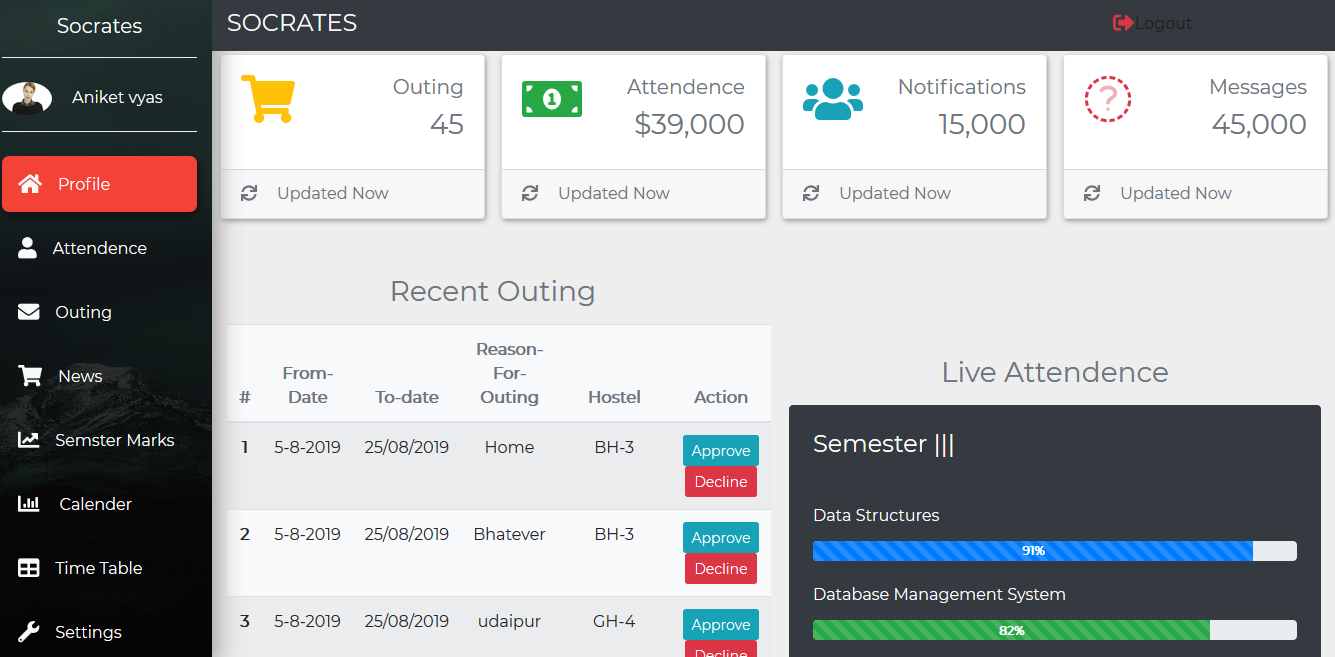 Socrates
Aniket vyas
Profile
Attendence
Outing
News
Semster Marks
Calender
Time Table
Settings
SOCRATES
Logout
Outing
45
Updated Now
Attendence
$39,000
Updated Now
Notifications
15,000
Updated Now
Messages
45,000
Updated Now
Recent Outing
# From-Date To-date Reason-For-Outing Hostel Action
1 5-8-2019 25/08/2019 Home BH-3 Approve
Decline
2 5-8-2019 25/08/2019 Bhatever BH-3 Approve
Decline
3 5-8-2019 25/08/2019 udaipur GH-4 Approve
Decline
Live Attendence
Semester |||
Data Structures
91%
Database Management System
82%